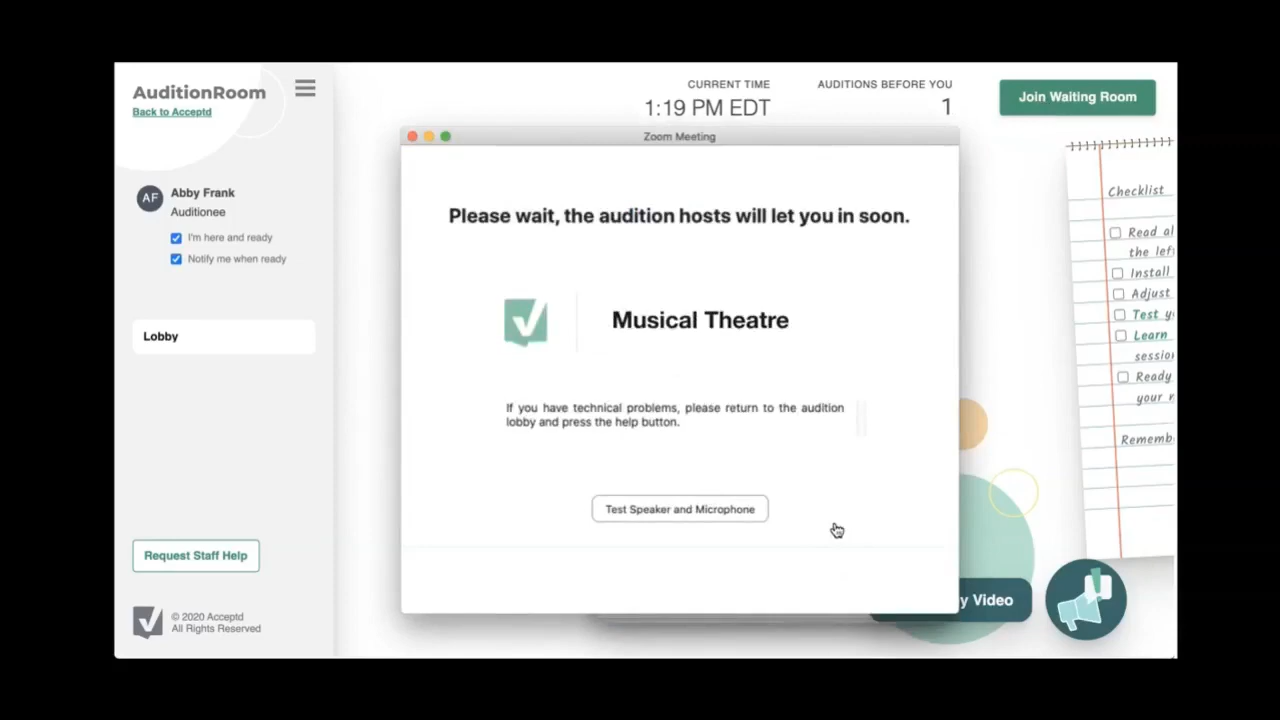 AuditionRoom
Back to Acceptd
AF
Abby Frank
Auditionee
I'm here and ready
Notify me when ready
Lobby
Request Staff Help
© 2020 Acceptd
All Rights Reserved
CURRENT TIME
1:19 PM EDT
AUDITIONS BEFORE YOU
1
Join Waiting Room
Zoom Meeting
Please wait, the audition hosts will let you in soon.
Musical Theatre
If you have technical problems, please return to the audition
lobby and press the help button.
Test Speaker and Microphone
Video
Checklist
Read
the
Install
Adjust
Test
Learn
Ready
your